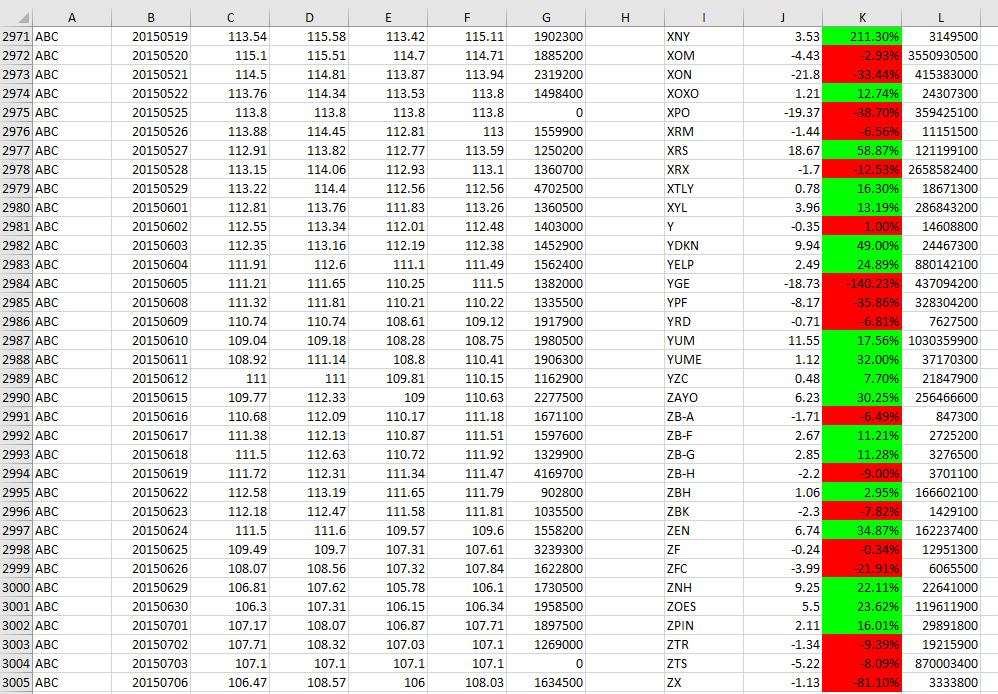 A B C D E F G H I J K L
2971 ABC 20150519 113.54 115.58 113.42 115.11 1902300 XNY 3.53 211.30% 3149500
2972 ABC 20150520 115.1 115.51 114.7 114.71 1885200 XOM -4.43 -2.93% 3550930500
2973 ABC 20150521 114.5 114.81 113.87 113.94 2319200 XON -21.8 -33.44% 415383000
2974 ABC 20150522 113.76 114.34 113.53 113.8 1498400 XOXO 1.21 12.74% 24307300
2975 ABC 20150525 113.8 113.8 113.8 113.8 0 XPO -19.37 -38.70% 359425100
2976 ABC 20150526 113.88 114.45 112.81 113 1559900 XRM -1.44 -6.56% 11151500
2977 ABC 20150527 112.91 113.82 112.77 113.59 1250200 XRS 18.67 58.87% 121199100
2978 ABC 20150528 113.15 114.06 112.93 113.1 1360700 XRX -1.7 -12.53% 2658582400
2979 ABC 20150529 113.22 114.4 112.56 112.56 4702500 XTLY 0.78 16.30% 18671300
2980 ABC 20150601 112.81 113.76 111.83 113.26 1360500 XYL 3.96 13.19% 286843200
2981 ABC 20150602 112.55 113.34 112.01 112.48 1403000 Y -0.35 1.00% 14608800
2982 ABC 20150603 112.35 113.16 112.19 112.38 1452900 YDKN 9.94 49.00% 24467300
2983 ABC 20150604 111.91 112.6 111.1 111.49 1562400 YELP 2.49 24.89% 880142100
2984 ABC 20150605 111.21 111.65 110.25 111.5 1382000 YGE -18.73 -140.23% 437094200
2985 ABC 20150608 111.32 111.81 110.21 110.22 1335500 YPF -8.17 -35.86% 328304200
2986 ABC 20150609 110.74 110.74 108.61 109.12 1917900 YRD -0.71 -6.81% 7627500
2987 ABC 20150610 109.04 109.18 108.28 108.75 1980500 YUM 11.55 17.56% 1030359900
2988 ABC 20150611 108.92 111.14 108.8 110.41 1906300 YUME 1.12 32.00% 37170300
2989 ABC 20150612 111 111 109.81 110.15 1162900 YZC 0.48 7.70% 21847900
2990 ABC 20150615 109.77 112.33 109 110.63 2277500 ZAYO 6.23 30.25% 256466600
2991 ABC 20150616 110.68 112.09 110.17 111.18 1671100 ZB-A -1.71 -6.49% 847300
2992 ABC 20150617 111.38 112.13 110.87 111.51 1597600 ZB-F 2.67 11.21% 2725200
2993 ABC 20150618 111.5 112.63 110.72 111.92 1329900 ZB-G 2.85 11.28% 3276500
2994 ABC 20150619 111.72 112.31 111.34 111.47 4169700 ZB-H -2.2 -9.00% 3701100
2995 ABC 20150622 112.58 113.19 111.65 111.79 902800 ZBH 1.06 2.95% 166602100
2996 ABC 20150623 112.18 112.47 111.58 111.81 1035500 ZBK -2.3 -7.82% 1429100
2997 ABC 20150624 111.5 111.6 109.57 109.6 1558200 ZEN 6.74 34.87% 162237400
2998 ABC 20150625 109.49 109.7 107.31 107.61 3239300 ZF -0.24 -0.34% 12951300
2999 ABC 20150626 108.07 108.56 107.32 107.84 1622800 ZFC -3.99 -21.91% 6065500
3000 ABC 20150629 106.81 107.62 105.78 106.1 1730500 ZNH 9.25 22.11% 22641000
3001 ABC 20150630 106.3 107.31 106.15 106.34 1958500 ZOES 5.5 23.62% 119611900
3002 ABC 20150701 107.17 108.07 106.87 107.71 1897500 ZPIN 2.11 16.01% 29891800
3003 ABC 20150702 107.71 108.32 107.03 107.1 1269000 ZTR -1.34 -9.39% 19215900
3004 ABC 20150703 107.1 107.1 107.1 107.1 0 ZTS -5.22 -8.09% 870003400
3005 ABC 20150706 106.47 108.57 106 108.03 1634500 ZX -1.13 -81.10% 3333800